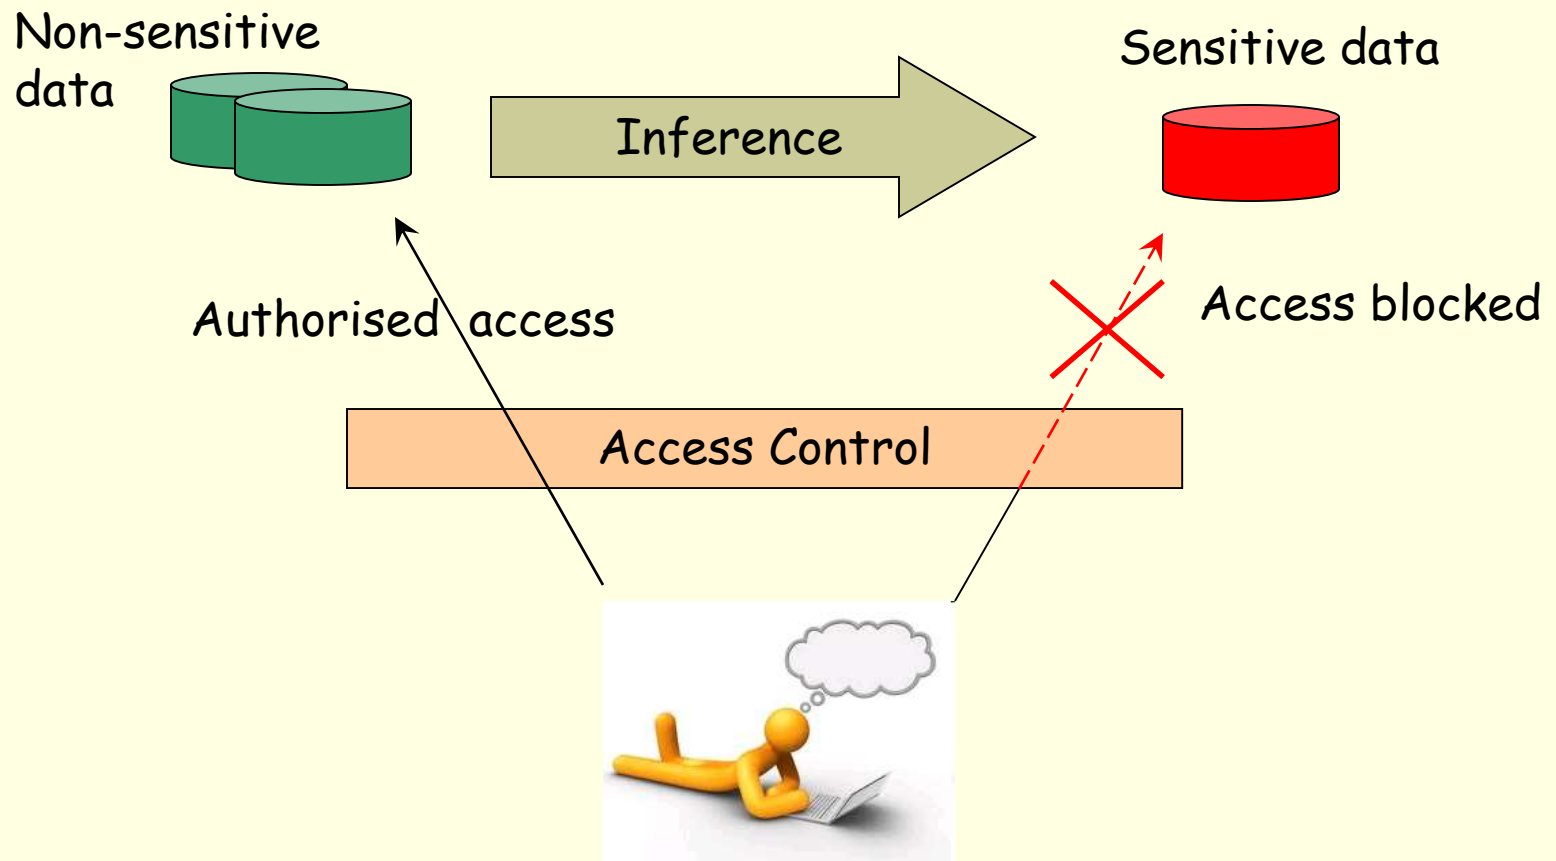 Non-sensitive
data
Sensitive data
Inference
Authorised access
Access blocked
Access Control